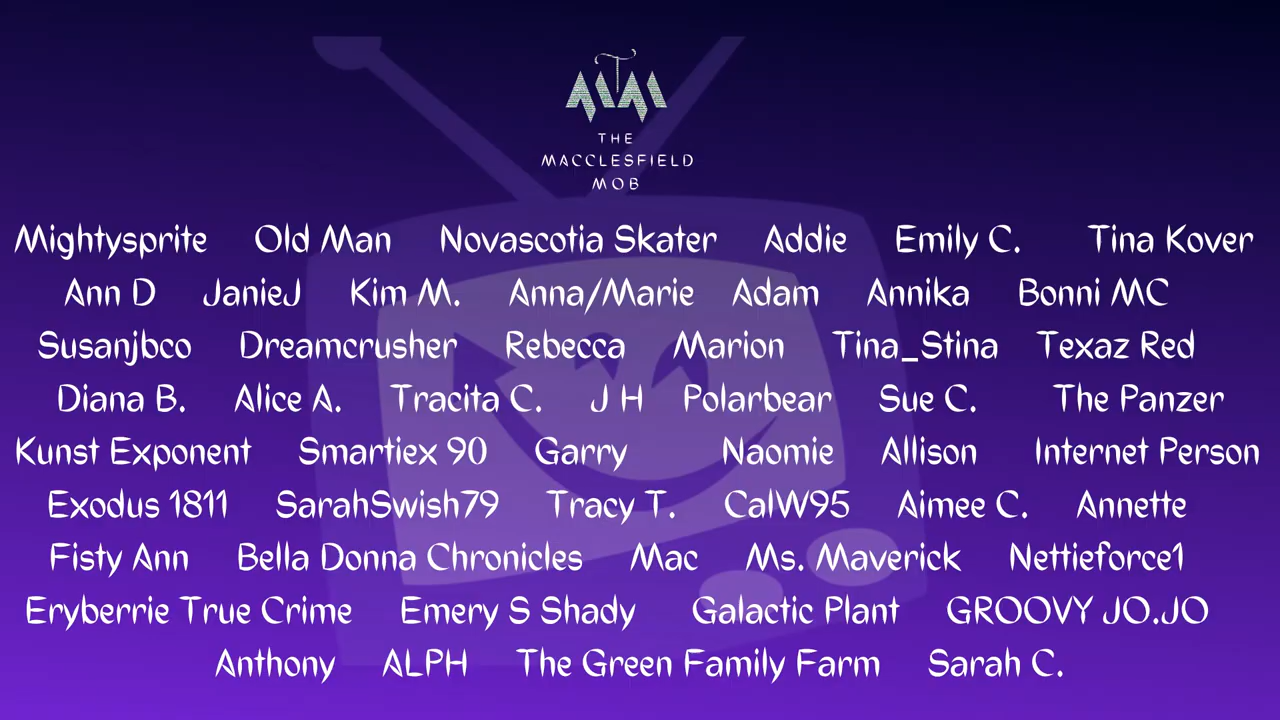 THE
MACCLESFIELD
MOB
Mightysprite Old Man Novascotia Skater Addie Emily C. Tina Kover
Ann D JanieJ Kim M. Anna/Marie Adam Annika Bonni MC
Susanjbco Dreamcrusher Rebecca Marion Tina_Stina Texaz Red
Diana B. Alice A. Tracita C. J H Polarbear Sue C. The Panzer
Kunst Exponent Smartiex 90 Garry Naomie Allison Internet Person
Exodus 1811 SarahSwish79 Tracy T. CalW95 Aimee C. Annette
Fisty Ann Bella Donna Chronicles Mac Ms. Maverick Nettieforce1
Eryberrie True Crime Emery S Shady Galactic Plant GROOVY JO.JO
Anthony ALPH The Green Family Farm Sarah C.